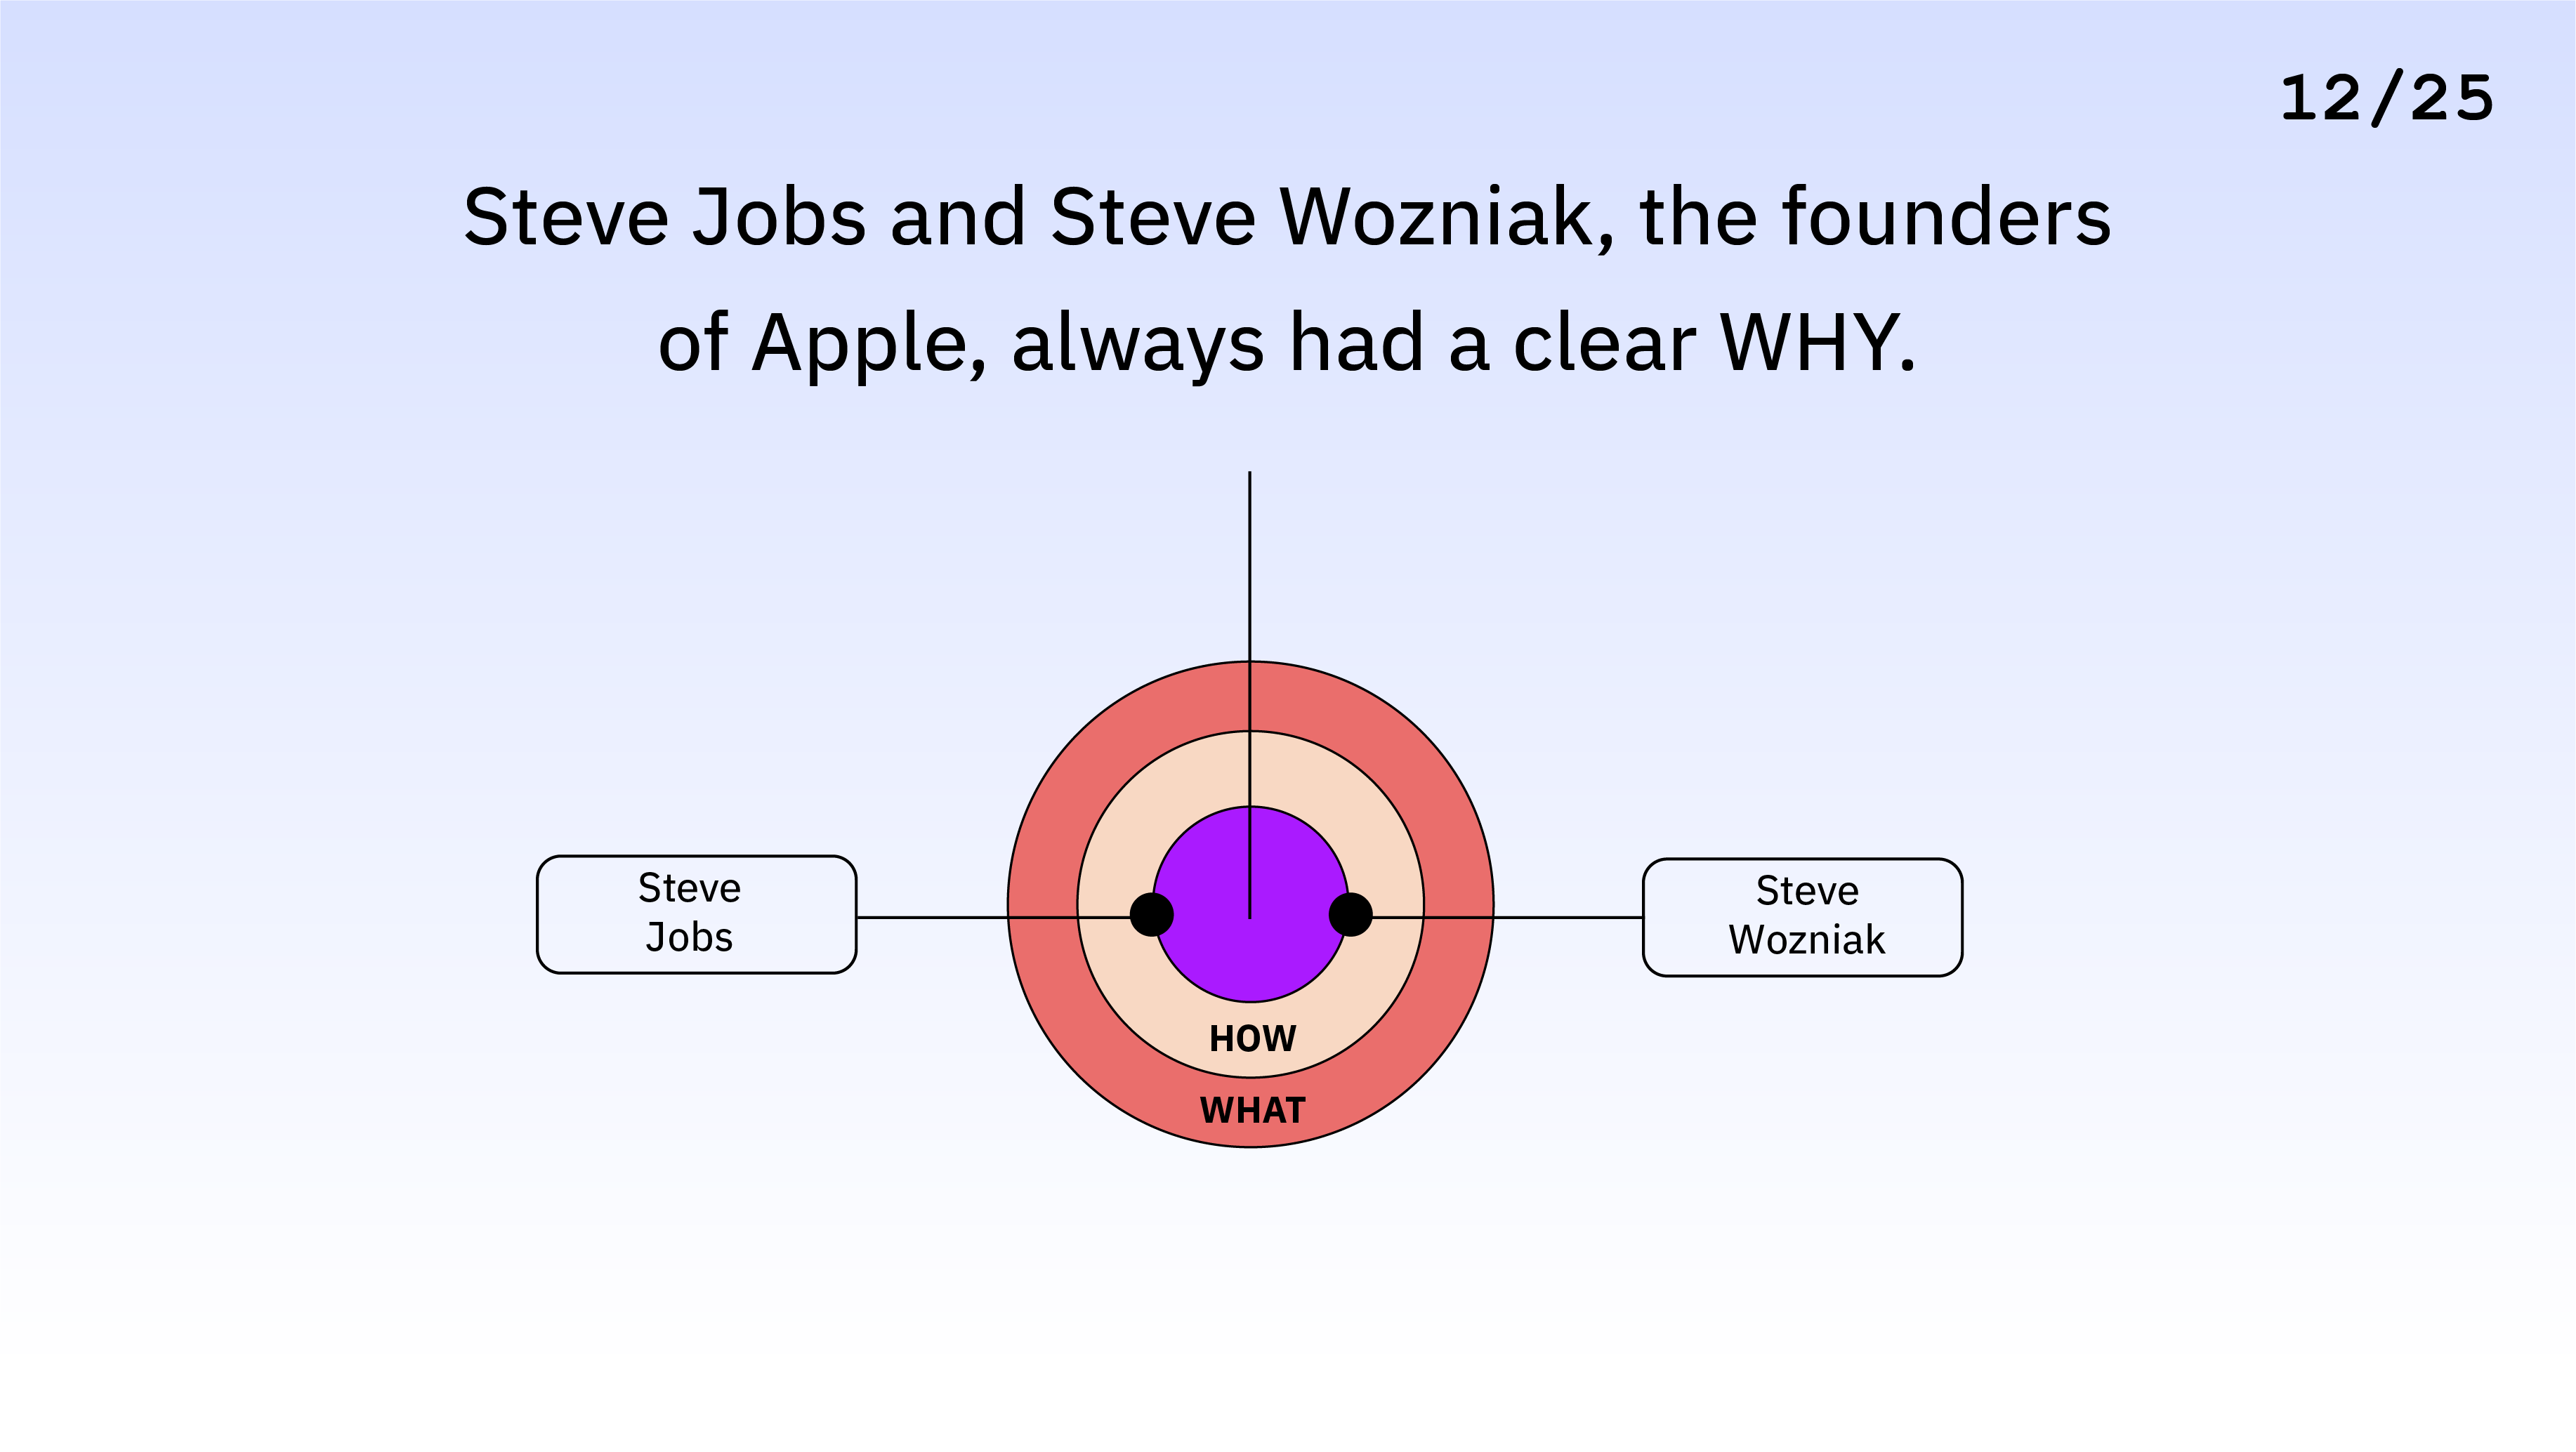 12/25
Steve Jobs and Steve Wozniak, the founders
of Apple, always had a clear WHY.
Steve
Jobs
Steve
Wozniak
HOW
WHAT